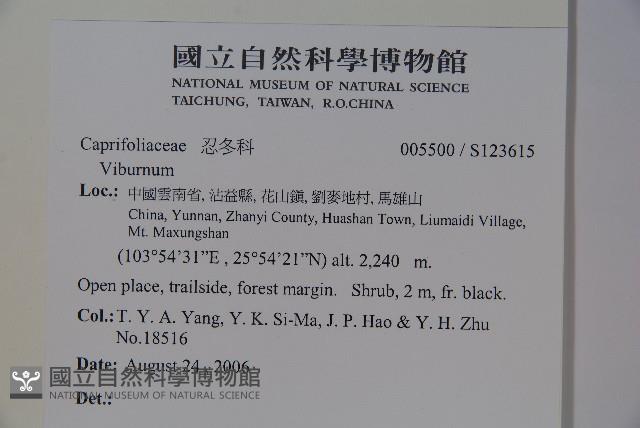 國立自然科學博物館
NATIONAL MUSEUM OF NATURAL SCIENCE
TAICHUNG, TAIWAN, R.O.CHINA
Caprifoliaceae 忍冬科 005500 / S123615
Viburnum
Loc.: 中國雲南省, 沾益縣, 花山鎮, 劉麥地村, 馬雄山
China, Yunnan, Zhanyi County, Huashan Town, Liumaidi Village,
Mt. Maxungshan
(103°54’31”E , 25°54’21”N) alt. 2,240 m.
Open place, trailside, forest margin. Shrub, 2 m, fr. black.
Col.: T. Y. A. Yang, Y. K. Si-Ma, J. P. Hao & Y. H. Zhu
No.18516
Date: August 24, 2006
國立自然科學博物館
NATIONAL MUSEUM OF NATURAL SCIENCE
Det.: